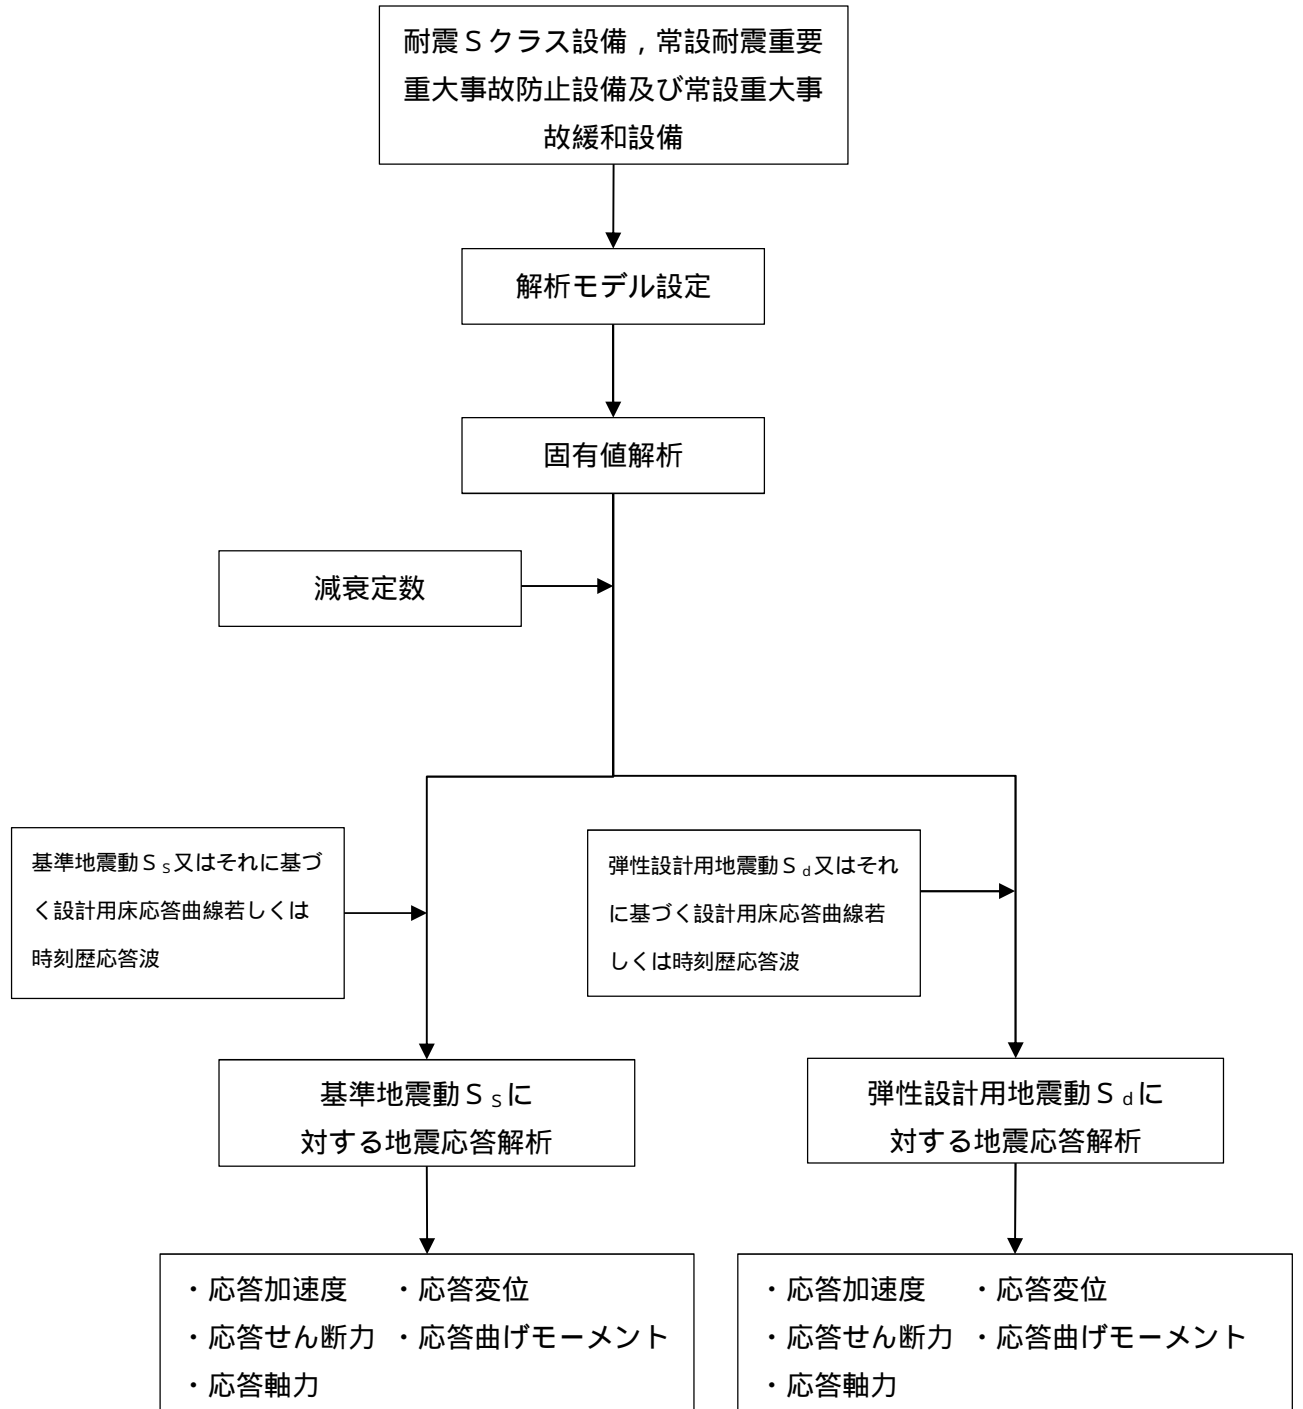 耐震Ｓクラス設備，常設耐震重要
重大事故防止設備及び常設重大事
故緩和設備
解析モデル設定
固有値解析
減衰定数
基準地震動Ｓｓ又はそれに基づ
く設計用床応答曲線若しくは
時刻歴応答波
弾性設計用地震動Ｓｄ又はそれ
に基づく設計用床応答曲線若
しくは時刻歴応答波
基準地震動Ｓｓに
対する地震応答解析
弾性設計用地震動Ｓｄに
対する地震応答解析
・応答加速度　・応答変位
・応答せん断力　・応答曲げモーメント
・応答軸力
・応答加速度　・応答変位
・応答せん断力　・応答曲げモーメント
・応答軸力